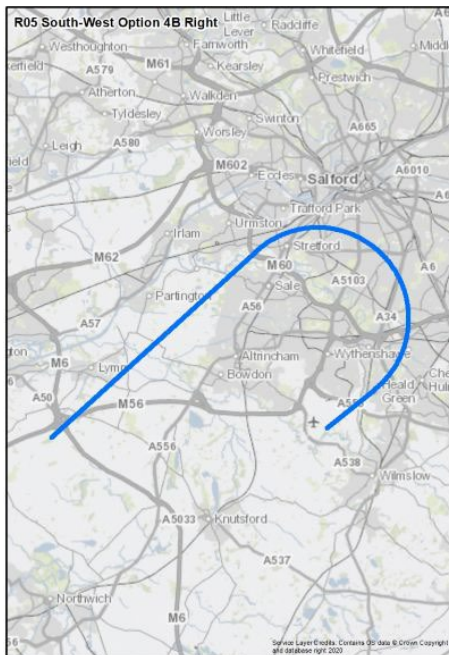 R05 South-West Option 4B Right
Little
Lever
Radcliffe
Westhoughton
Farnworth
Whitefield
Middl
A579
M61
Kearsley
Prestwich
Atherton
Walkden
Tyldesley
Swinton
A665
Worsley
A580
Leigh
M602
Eccles
Salford
A6010
Trafford Park
Urmston
Irlam
Stretford
M62
M60
A6
Sale
A5103
Partington
A56
A34
A57
Altrincham
Wythenshawe
M6
Lymm
Bowdon
Heald
Green
A50
M56
A556
A538
Wilmslow
A5033
Knutsford
A537
Northwich
M6
Service Layer Credits: Contains OS data © Crown Copyright
and database right 2020